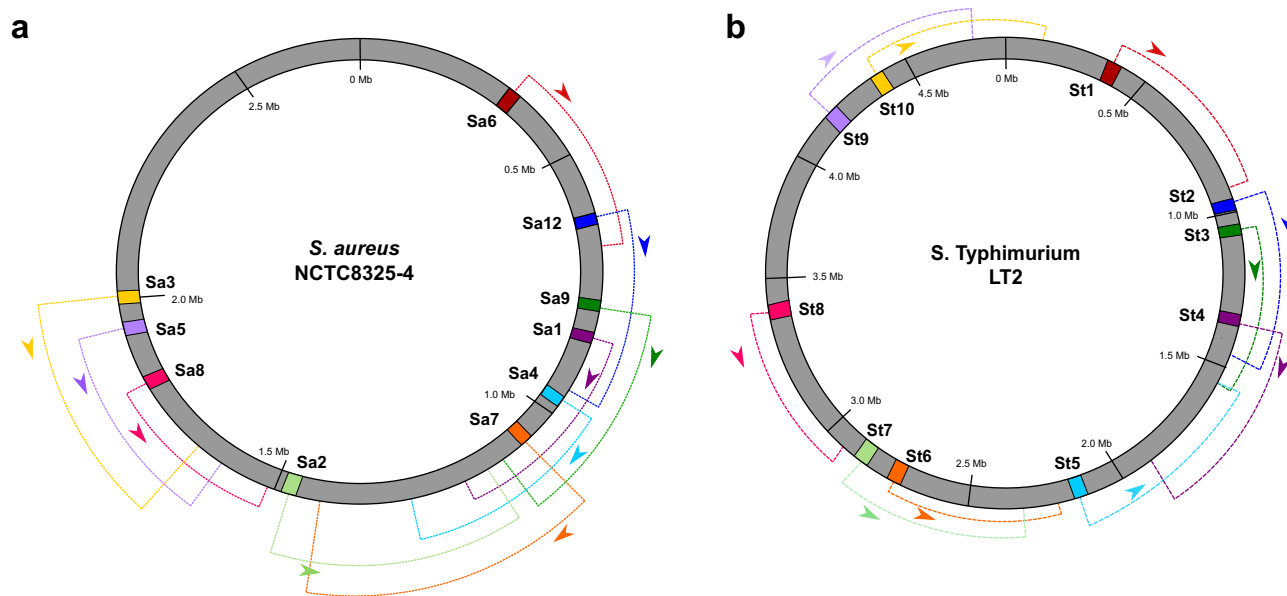 a
0 Mb
2.5 Mb
Sa6
0.5 Mb
Sa12
S. aureus
NCTC8325-4
Sa3
2.0 Mb
Sa9
Sa5
Sa1
Sa8
Sa4
1.0 Mb
Sa7
1.5 Mb
Sa2
b
0 Mb
St1
4.5 Mb
0.5 Mb
St10
St9
4.0 Mb
St2
1.0 Mb
St3
S. Typhimurium
LT2
3.5 Mb
St8
St4
1.5 Mb
3.0 Mb
St7
St6
2.0 Mb
2.5 Mb
St5